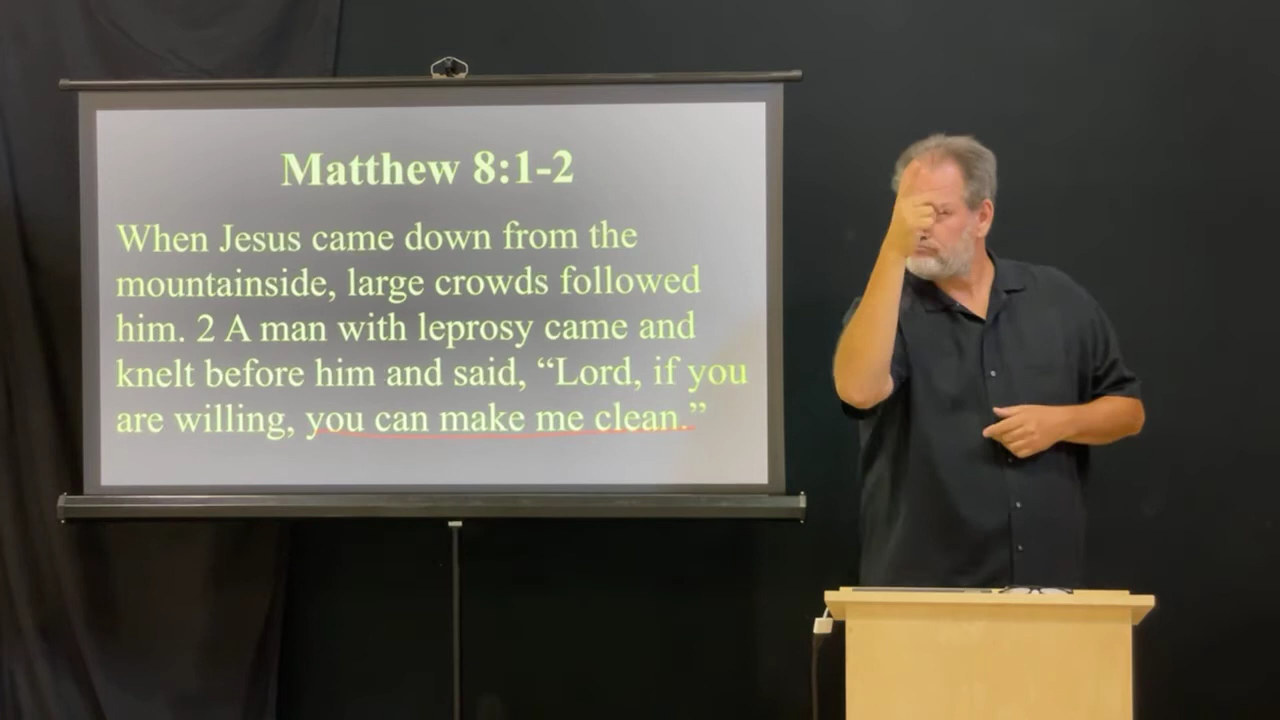 Matthew 8:1-2
When Jesus came down from the
mountainside, large crowds followed
him. 2 A man with leprosy came and
knelt before him and said, “Lord, if you
are willing, you can make me clean.”